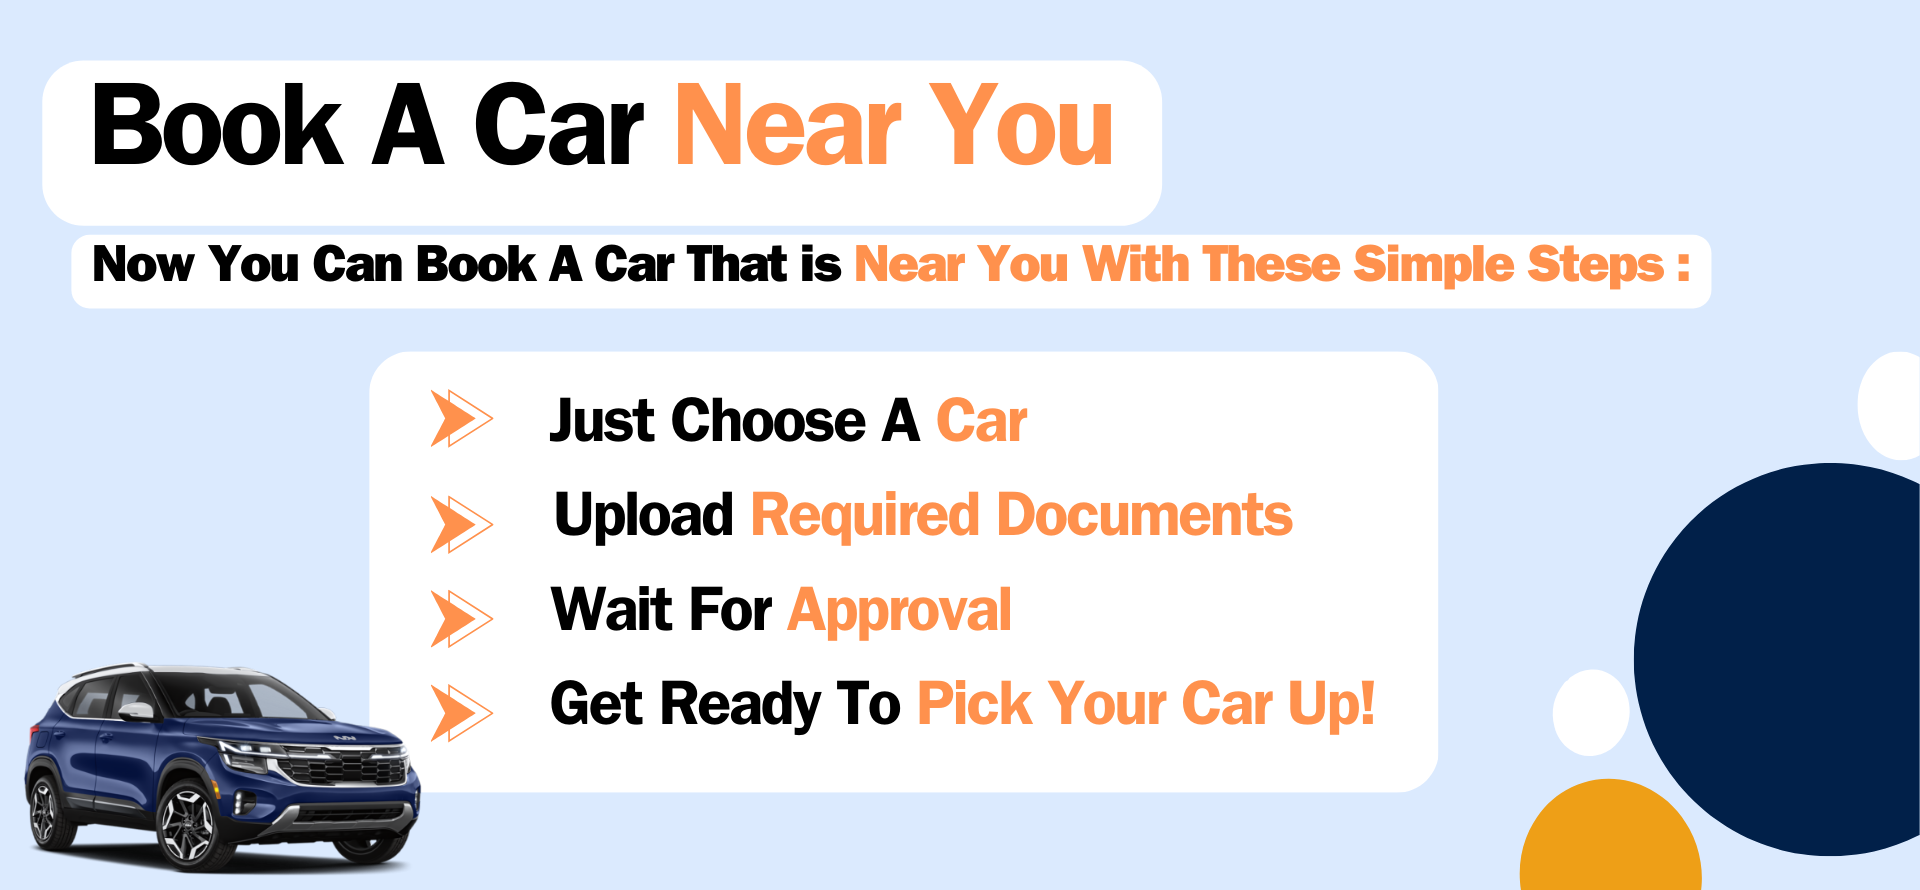 Book A Car Near You
Now You Can Book A Car That is Near You With These Simple Steps :
Just Choose A Car
Upload Required Documents
Wait For Approval
Get Ready To Pick Your Car Up!